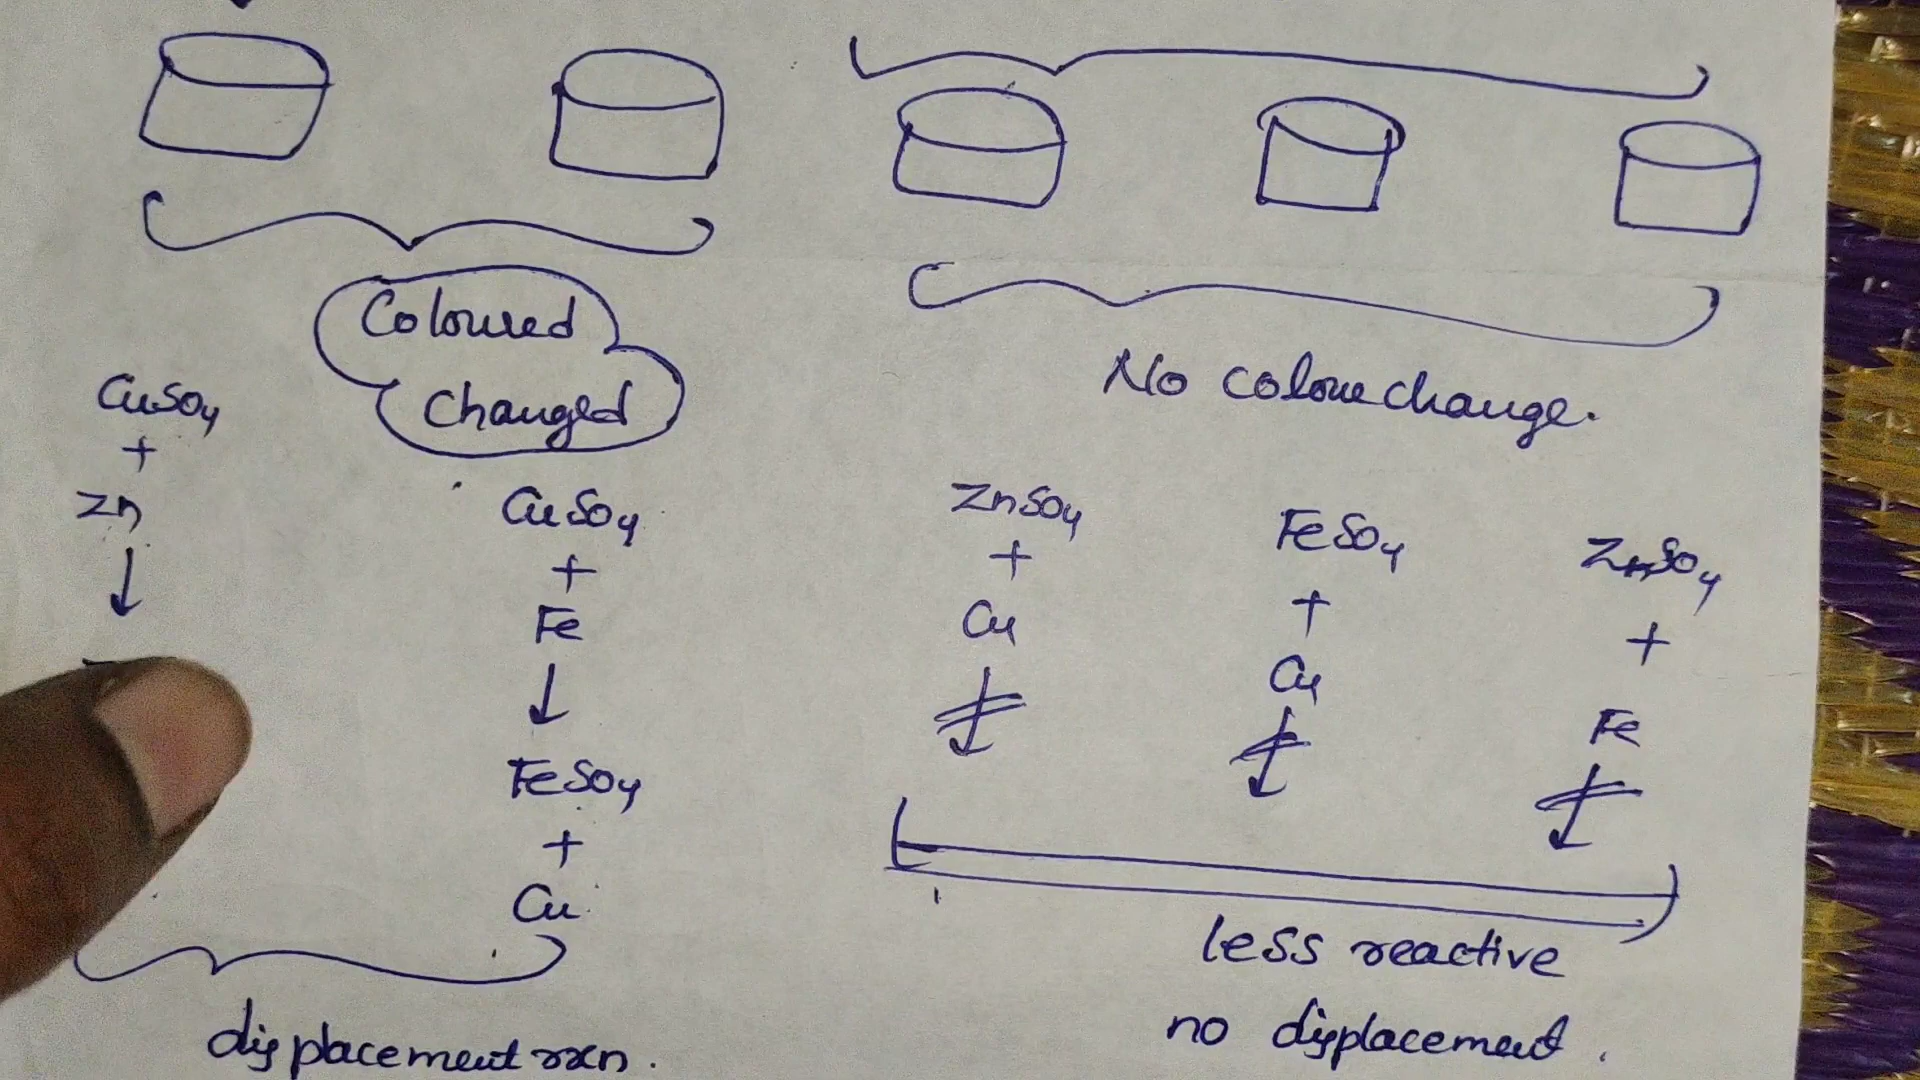 Coloured
Changed
No colour change.
CuSO4
+
Zn
↓
CuSO4
+
Fe
↓
FeSO4
+
Cu
ZnSO4
+
Cu
FeSO4
+
Cu
ZnSO4
+
Fe
displacement rxn.
less reactive
no displacement.